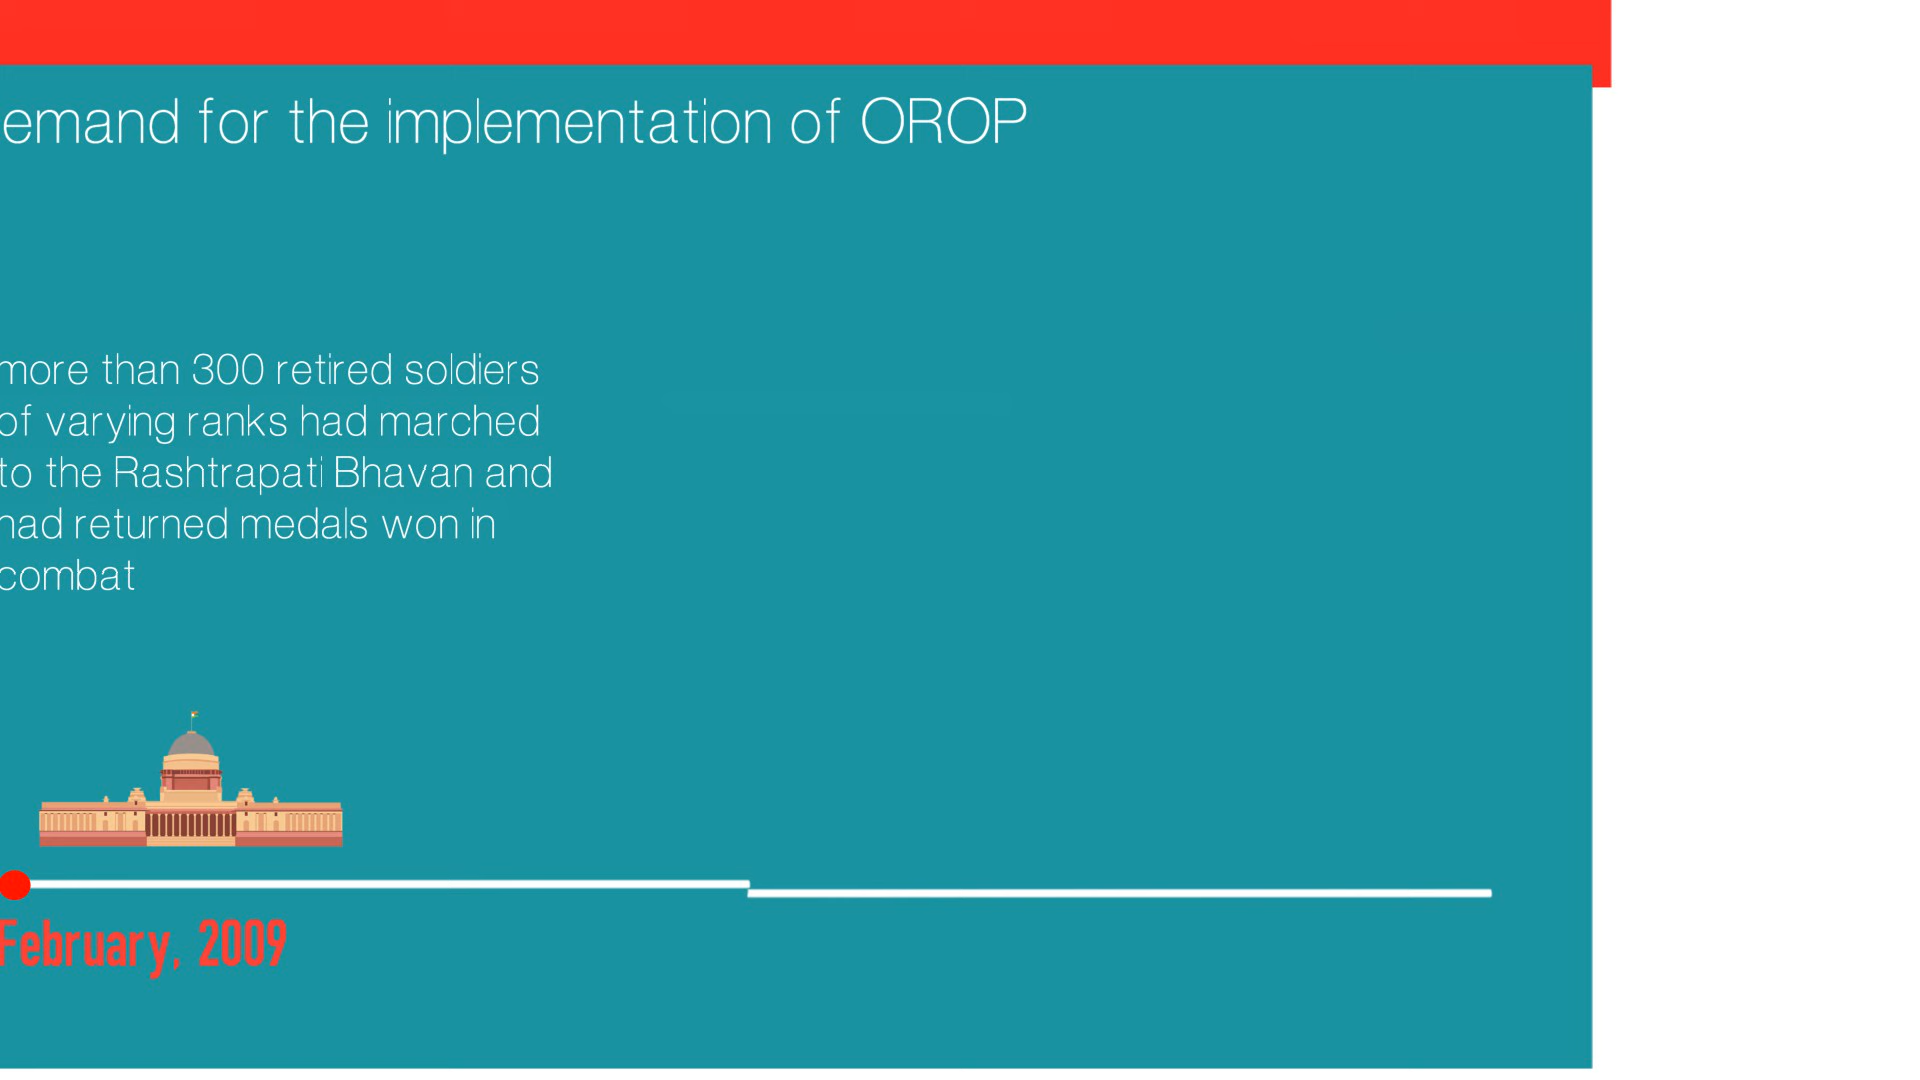 emand for the implementation of OROP
more than 300 retired soldiers
of varying ranks had marched
to the Rashtrapati Bhavan and
had returned medals won in
combat
February, 2009